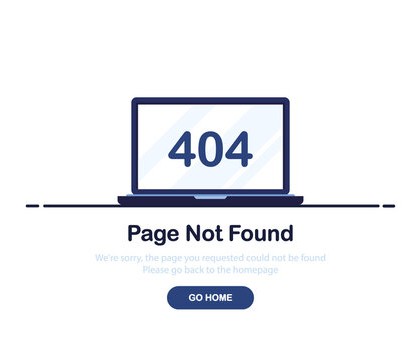 404
Page Not Found
We're sorry, the page you requested could not be found
Please go back to the homepage
GO HOME